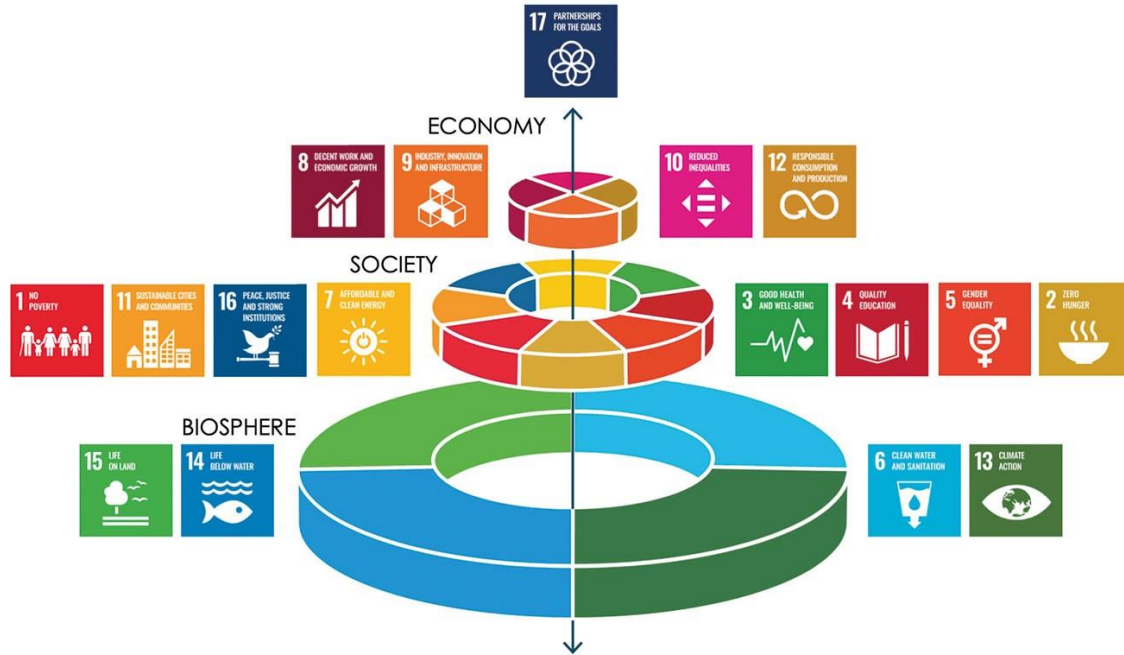 17 PARTNERSHIPS
FOR THE GOALS
ECONOMY
8 DECENT WORK AND
ECONOMIC GROWTH
9 INDUSTRY, INNOVATION
AND INFRASTRUCTURE
10 REDUCED
INEQUALITIES
12 RESPONSIBLE
CONSUMPTION
AND PRODUCTION
SOCIETY
1 NO
POVERTY
11 SUSTAINABLE CITIES
AND COMMUNITIES
16 PEACE, JUSTICE
AND STRONG
INSTITUTIONS
7 AFFORDABLE AND
CLEAN ENERGY
3 GOOD HEALTH
AND WELL-BEING
4 QUALITY
EDUCATION
5 GENDER
EQUALITY
2 ZERO
HUNGER
BIOSPHERE
15 LIFE
ON LAND
14 LIFE
BELOW WATER
6 CLEAN WATER
AND SANITATION
13 CLIMATE
ACTION